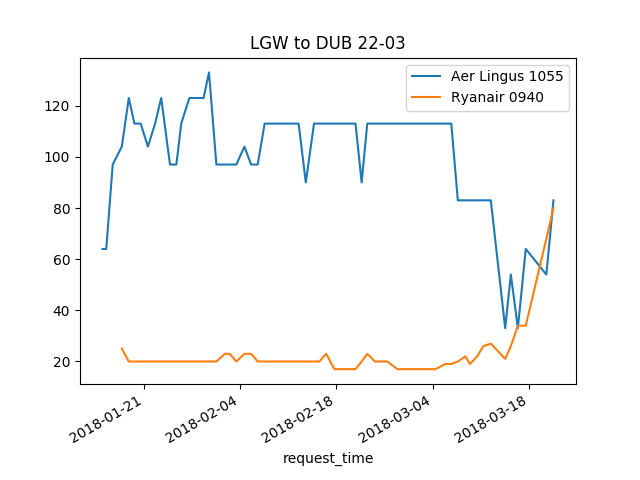 LGW to DUB 22-03
Aer Lingus 1055
Ryanair 0940
120
100
80
60
40
20
2018-01-21
2018-02-04
2018-02-18
2018-03-04
2018-03-18
request_time